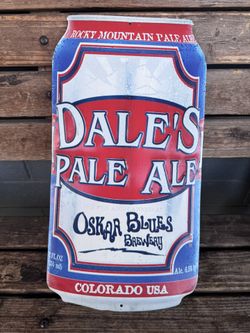 ROCKY MOUNTAIN PALE ALE
DALE'S
PALE ALE
OSKAR BLUES
BREWERY
COLORADO USA